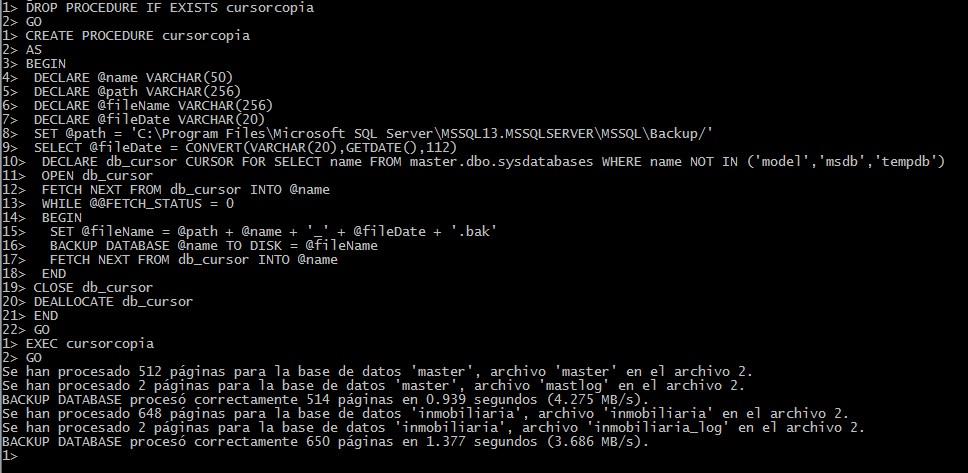 1> DROP PROCEDURE IF EXISTS cursorcopia
2> GO
1> CREATE PROCEDURE cursorcopia
2> AS
3> BEGIN
4>  DECLARE @name VARCHAR(50)
5>  DECLARE @path VARCHAR(256)
6>  DECLARE @fileName VARCHAR(256)
7>  DECLARE @fileDate VARCHAR(20)
8>  SET @path = 'C:\Program Files\Microsoft SQL Server\MSSQL13.MSSQLSERVER\MSSQL\Backup/'
9>  SELECT @fileDate = CONVERT(VARCHAR(20),GETDATE(),112)
10>  DECLARE db_cursor CURSOR FOR SELECT name FROM master.dbo.sysdatabases WHERE name NOT IN ('model','msdb','tempdb')
11>  OPEN db_cursor
12>  FETCH NEXT FROM db_cursor INTO @name
13>  WHILE @@FETCH_STATUS = 0
14>  BEGIN
15>   SET @fileName = @path + @name + '_' + @fileDate + '.bak'
16>   BACKUP DATABASE @name TO DISK = @fileName
17>   FETCH NEXT FROM db_cursor INTO @name
18>  END
19> CLOSE db_cursor
20> DEALLOCATE db_cursor
21> END
22> GO
1> EXEC cursorcopia
2> GO
Se han procesado 512 páginas para la base de datos 'master', archivo 'master' en el archivo 2.
Se han procesado 2 páginas para la base de datos 'master', archivo 'mastlog' en el archivo 2.
BACKUP DATABASE procesó correctamente 514 páginas en 0.939 segundos (4.275 MB/s).
Se han procesado 648 páginas para la base de datos 'inmobiliaria', archivo 'inmobiliaria' en el archivo 2.
Se han procesado 2 páginas para la base de datos 'inmobiliaria', archivo 'inmobiliaria_log' en el archivo 2.
BACKUP DATABASE procesó correctamente 650 páginas en 1.377 segundos (3.686 MB/s).
1>